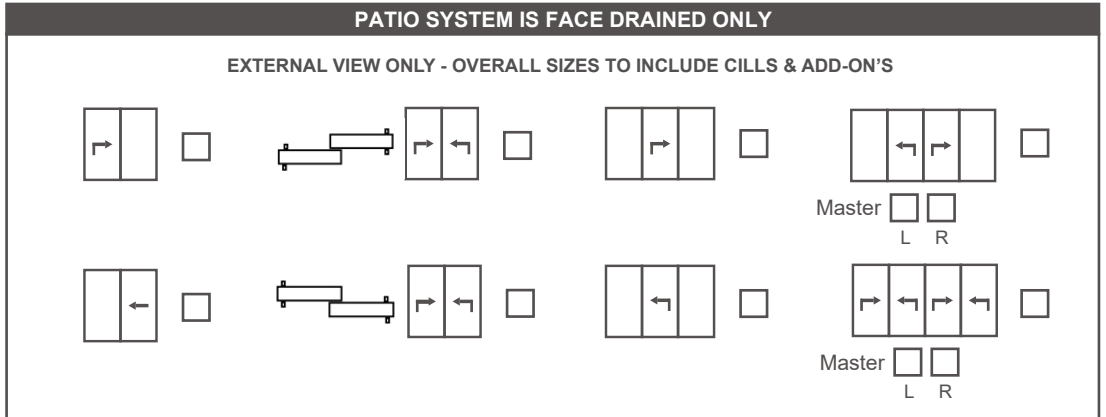 PATIO SYSTEM IS FACE DRAINED ONLY
EXTERNAL VIEW ONLY - OVERALL SIZES TO INCLUDE CILLS & ADD-ON'S
Master
L R
Master
L R